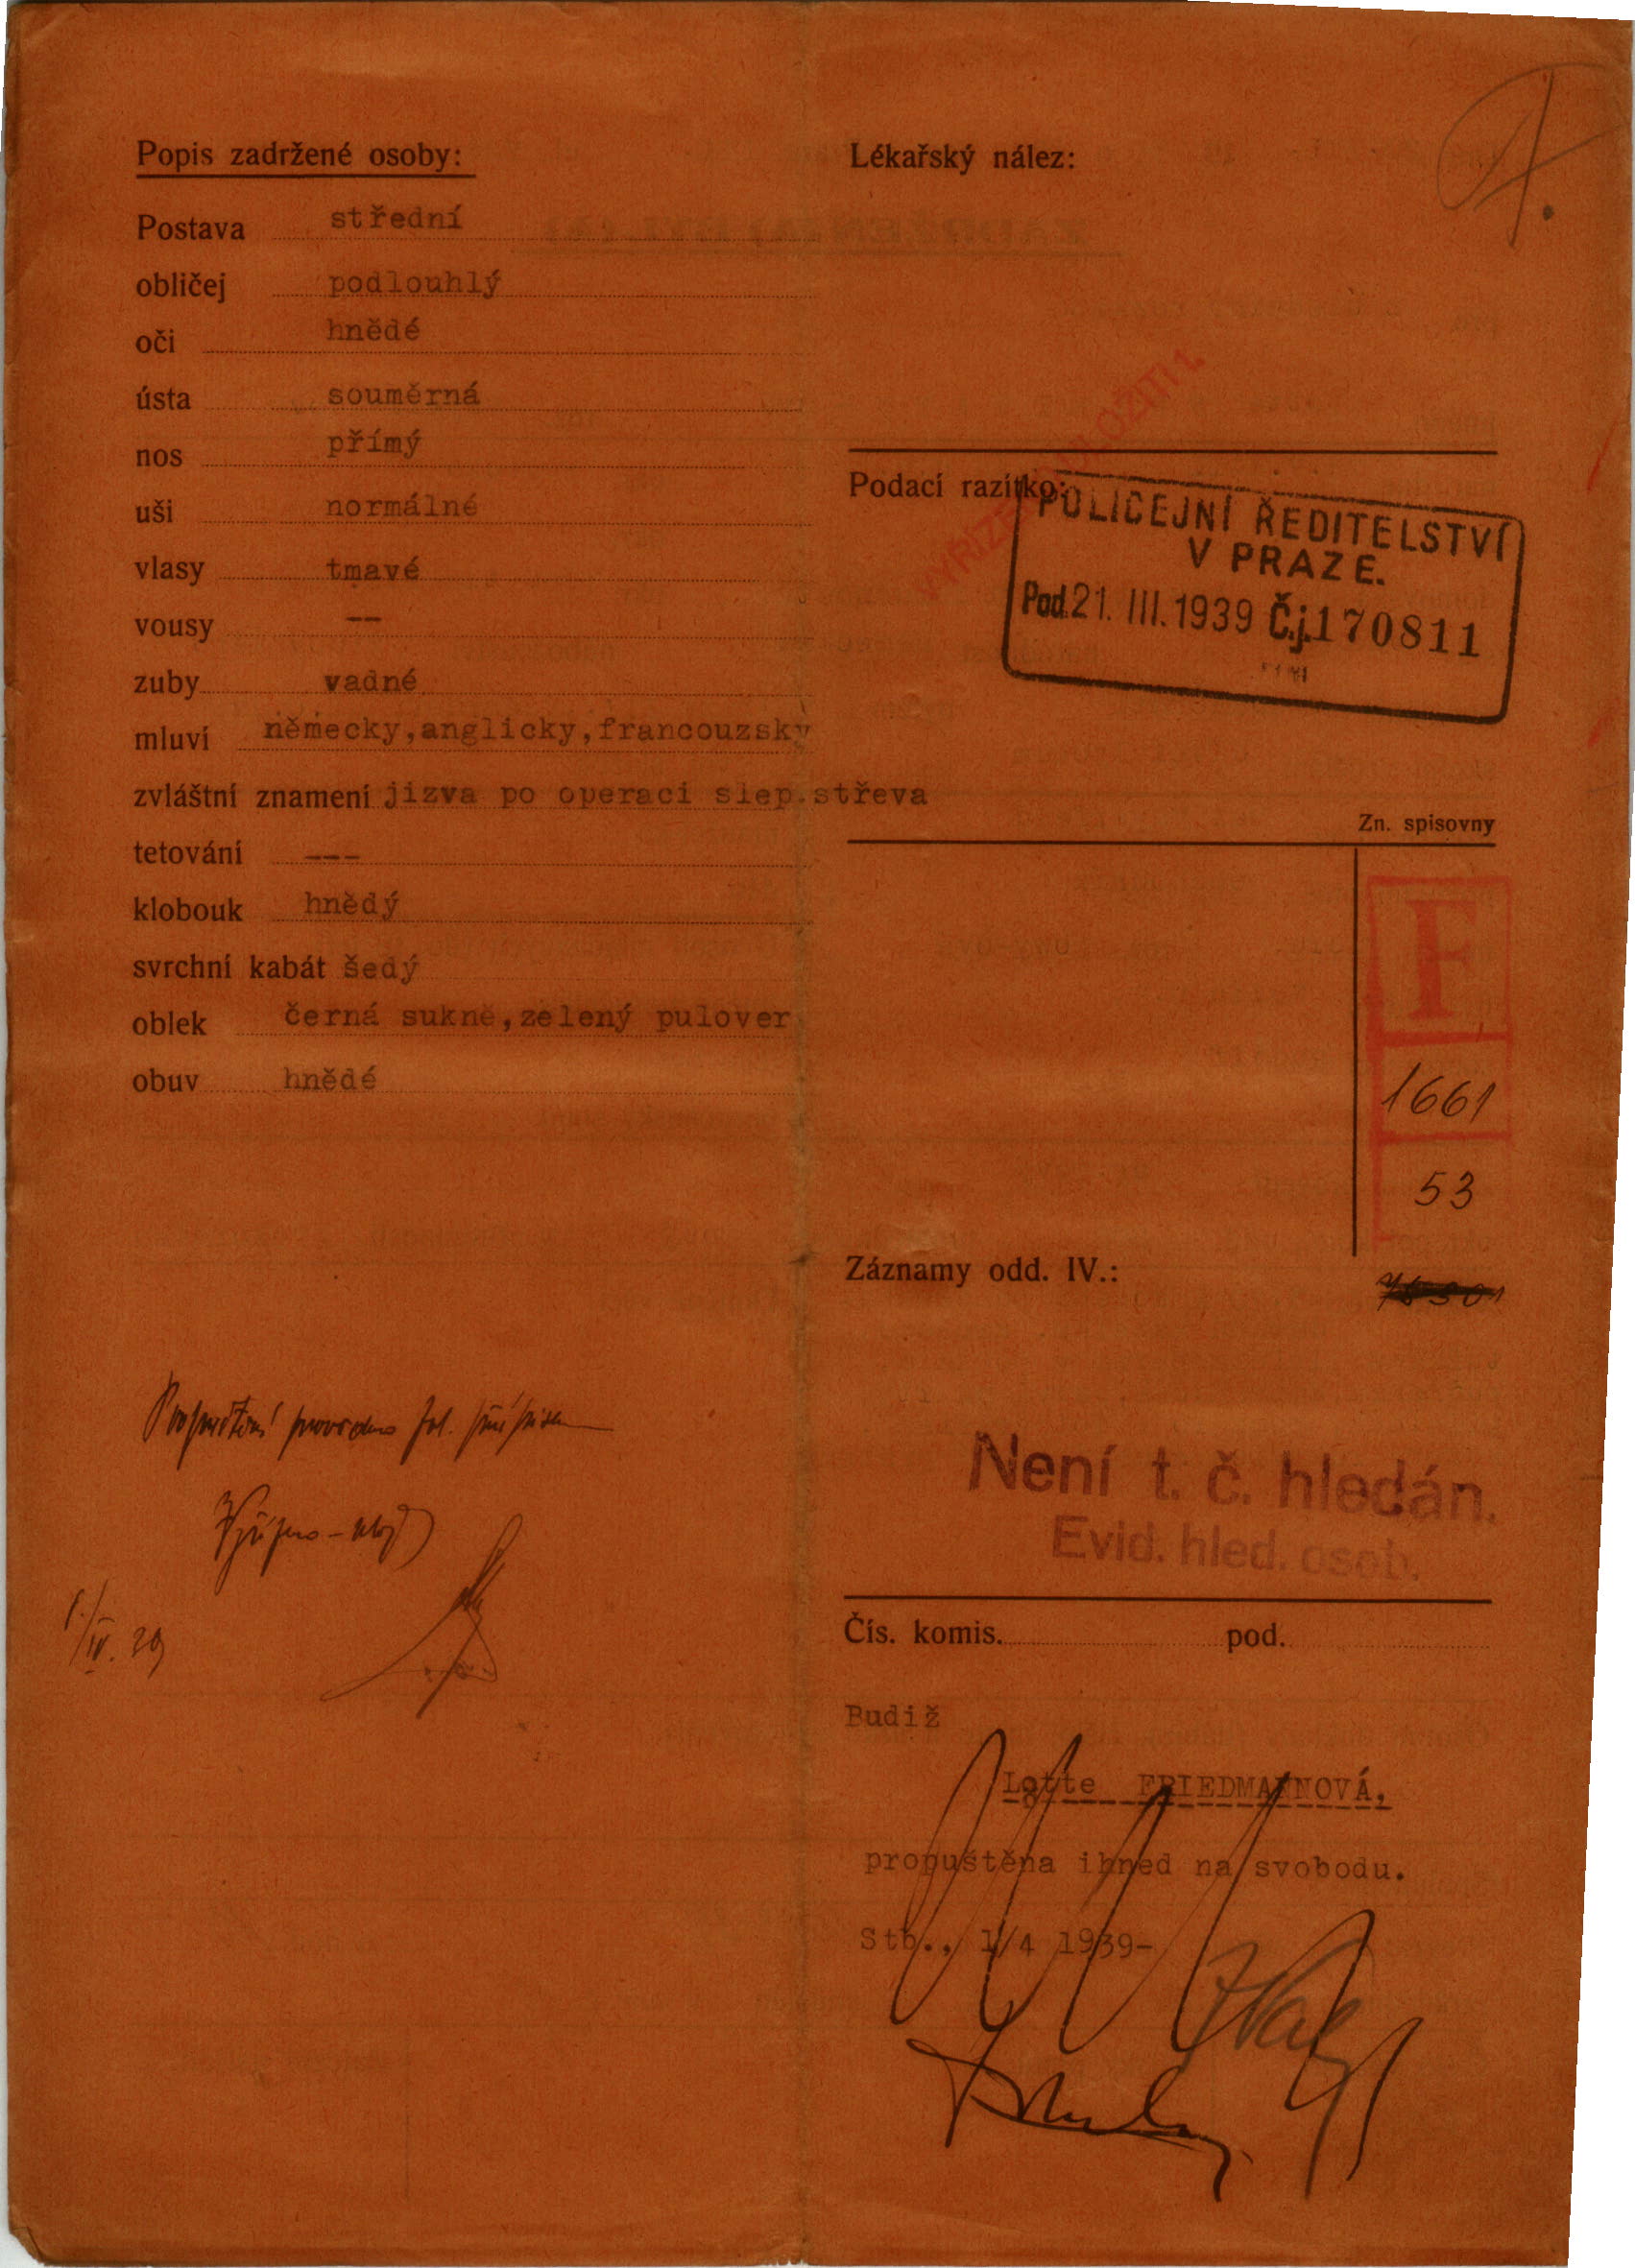 Popis zadržené osoby:
Postava střední
obličej podlouhlý
oči hnědé
ústa souměrná
nos přímý
uši normálné
vlasy tmavé
vousy --
zuby vadné
mluví německy,anglicky,francouzsky
zvláštní znamení jizva po operaci slep.střeva
tetování ---
klobouk hnědý
svrchní kabát šedý
oblek černá sukně,zelený pulover
obuv hnědé
Lékařský nález:
Podací razítko:
POLICEJNÍ ŘEDITELSTVÍ
V PRAZE.
Pod. 21. III. 1939 Č.j. 170811
Zn. spisovny
F
1661
53
Záznamy odd. IV.:
Není t. č. hledán.
Evid. hled. osob.
Čís. komis. pod.
Budiž
Lotte FRIEDMANNOVÁ,
propuštěna ihned na svobodu.
Stb., 1/4 1939-